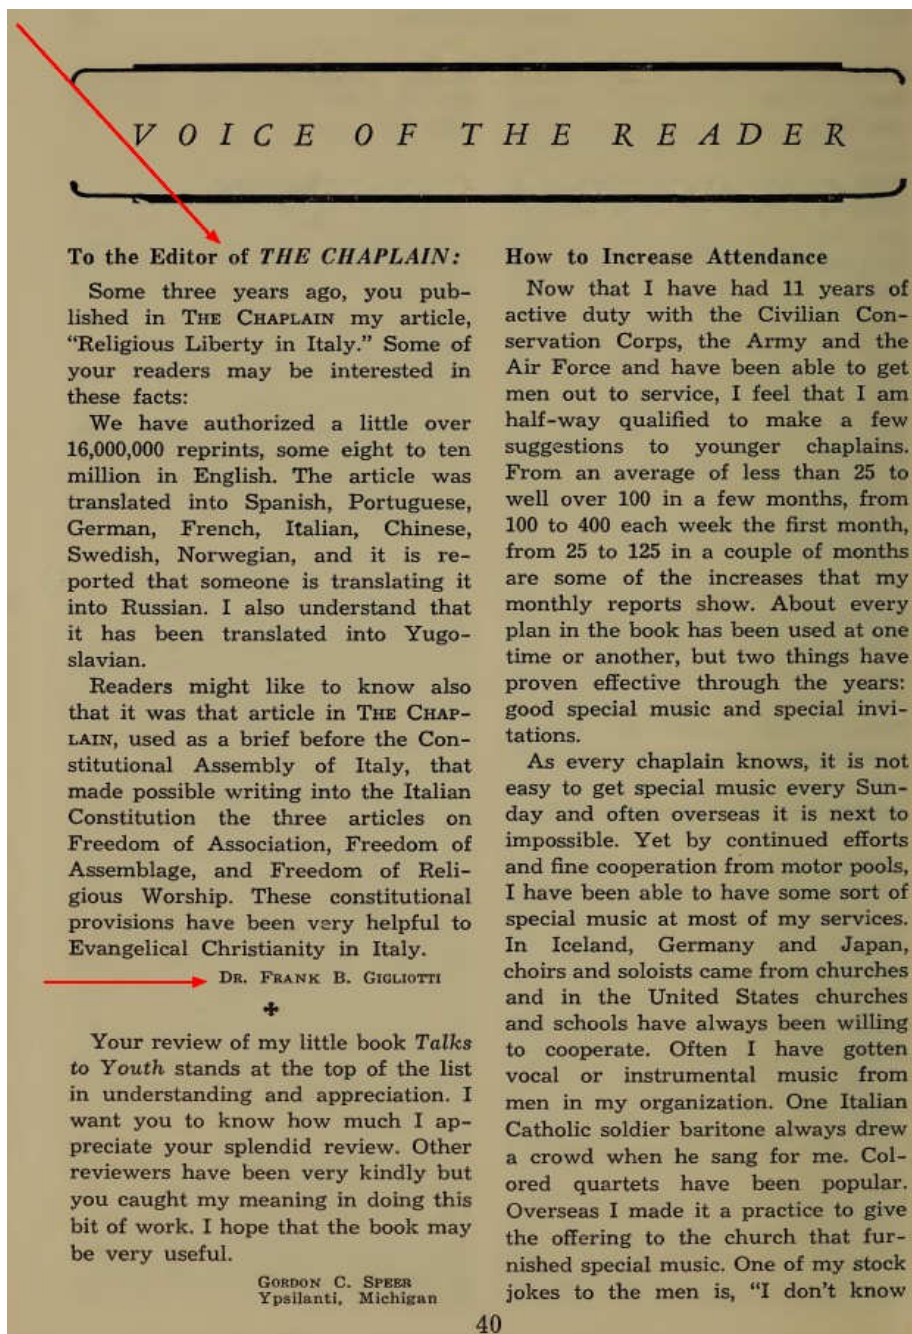 VOICE OF THE READER
To the Editor of THE CHAPLAIN:
Some three years ago, you pub-
lished in THE CHAPLAIN my article,
“Religious Liberty in Italy.” Some of
your readers may be interested in
these facts:
We have authorized a little over
16,000,000 reprints, some eight to ten
million in English. The article was
translated into Spanish, Portuguese,
German, French, Italian, Chinese,
Swedish, Norwegian, and it is re-
ported that someone is translating it
into Russian. I also understand that
it has been translated into Yugo-
slavian.
Readers might like to know also
that it was that article in THE CHAP-
LAIN, used as a brief before the Con-
stitutional Assembly of Italy, that
made possible writing into the Italian
Constitution the three articles on
Freedom of Association, Freedom of
Assemblage, and Freedom of Reli-
gious Worship. These constitutional
provisions have been very helpful to
Evangelical Christianity in Italy.
DR. FRANK B. GIGLIOTTI
Your review of my little book Talks
to Youth stands at the top of the list
in understanding and appreciation. I
want you to know how much I ap-
preciate your splendid review. Other
reviewers have been very kindly but
you caught my meaning in doing this
bit of work. I hope that the book may
be very useful.
GORDON C. SPEER
Ypsilanti, Michigan
How to Increase Attendance
Now that I have had 11 years of
active duty with the Civilian Con-
servation Corps, the Army and the
Air Force and have been able to get
men out to service, I feel that I am
half-way qualified to make a few
suggestions to younger chaplains.
From an average of less than 25 to
well over 100 in a few months, from
100 to 400 each week the first month,
from 25 to 125 in a couple of months
are some of the increases that my
monthly reports show. About every
plan in the book has been used at one
time or another, but two things have
proven effective through the years:
good special music and special invi-
tations.
As every chaplain knows, it is not
easy to get special music every Sun-
day and often overseas it is next to
impossible. Yet by continued efforts
and fine cooperation from motor pools,
I have been able to have some sort of
special music at most of my services.
In Iceland, Germany and Japan,
choirs and soloists came from churches
and in the United States churches
and schools have always been willing
to cooperate. Often I have gotten
vocal or instrumental music from
men in my organization. One Italian
Catholic soldier baritone always drew
a crowd when he sang for me. Col-
ored quartets have been popular.
Overseas I made it a practice to give
the offering to the church that fur-
nished special music. One of my stock
jokes to the men is, “I don’t know
40